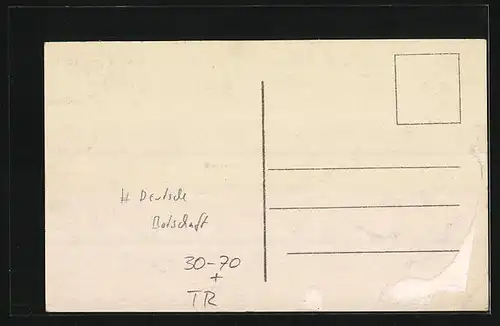 # Deutsche
Botschaft
30-70
+
TR